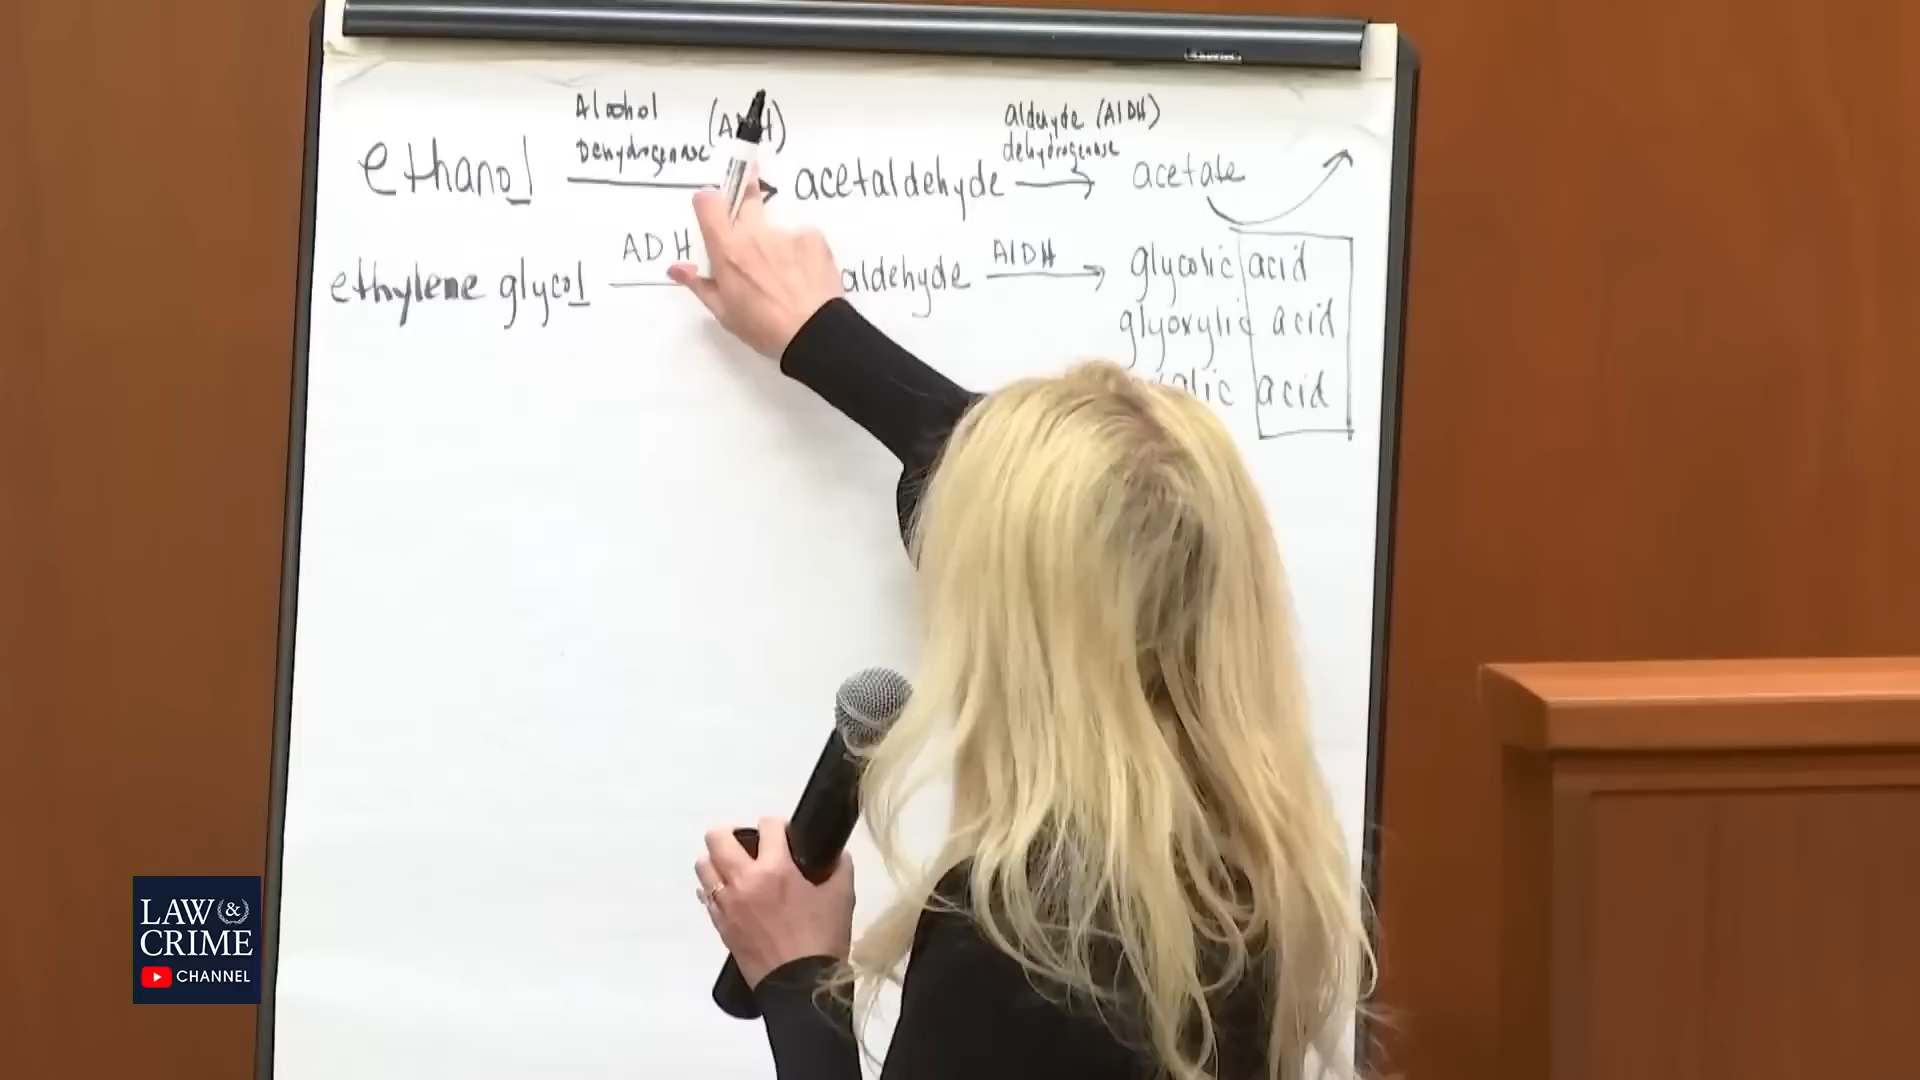 Alcohol
Dehydrogenase
aldehyde (AlDH)
dehydrogenase
ethanol
acetaldehyde
acetate
ADH
AlDH
ethylene glycol
aldehyde
glycolic acid
glyoxylic acid
acid
LAW &
CRIME
CHANNEL